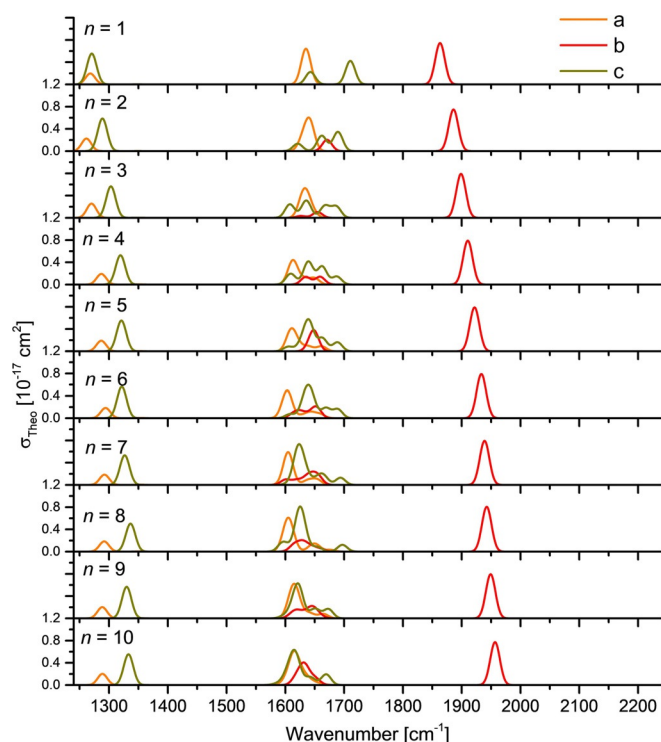 n = 1
a
b
c
1.2
n = 2
0.8
0.4
n = 3
1.2
n = 4
0.8
0.4
0.0
n = 5
1.2
n = 6
0.8
0.4
0.0
n = 7
1.2
n = 8
0.8
0.4
0.0
n = 9
1.2
n = 10
0.8
0.4
0.0
σTheo [10⁻¹⁷ cm²]
1300 1400 1500 1600 1700 1800 1900 2000 2100 2200
Wavenumber [cm⁻¹]